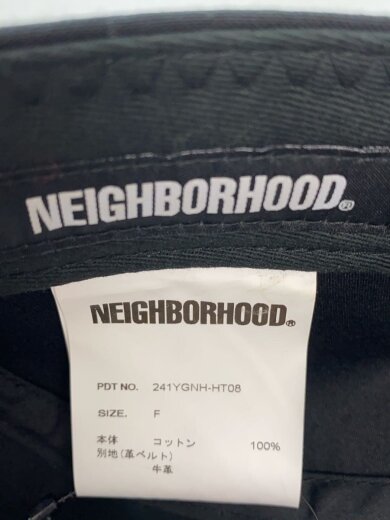 NEIGHBORHOOD®
NEIGHBORHOOD®
PDT NO. 241YGNH-HT08
SIZE. F
本体 コットン 100%
別地(革ベルト)
牛革